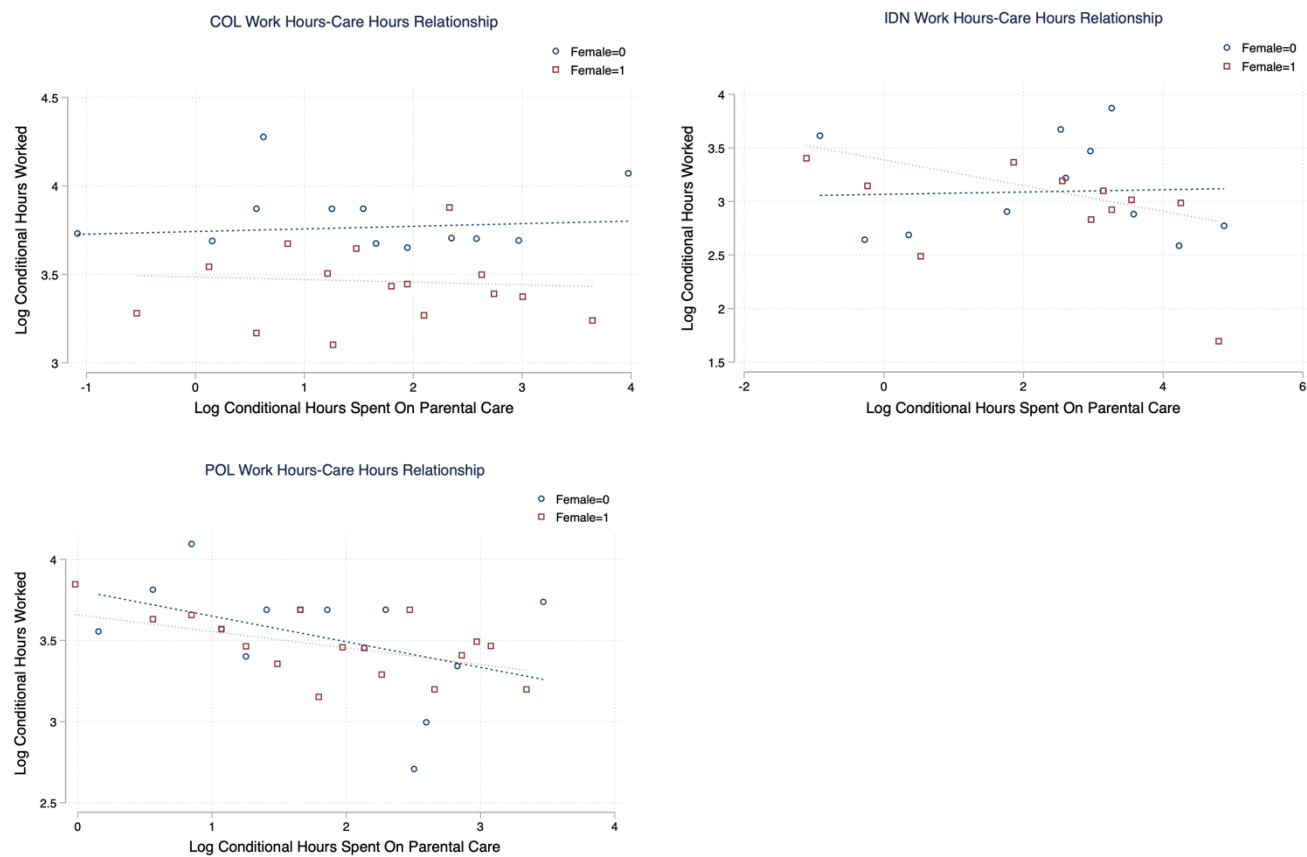 COL Work Hours-Care Hours Relationship
Female=0
Female=1
4.5
4
3.5
3
Log Conditional Hours Worked
-1 0 1 2 3 4
Log Conditional Hours Spent On Parental Care
IDN Work Hours-Care Hours Relationship
Female=0
Female=1
4
3.5
3
2.5
2
1.5
Log Conditional Hours Worked
-2 0 2 4 6
Log Conditional Hours Spent On Parental Care
POL Work Hours-Care Hours Relationship
Female=0
Female=1
4
3.5
3
2.5
Log Conditional Hours Worked
0 1 2 3 4
Log Conditional Hours Spent On Parental Care